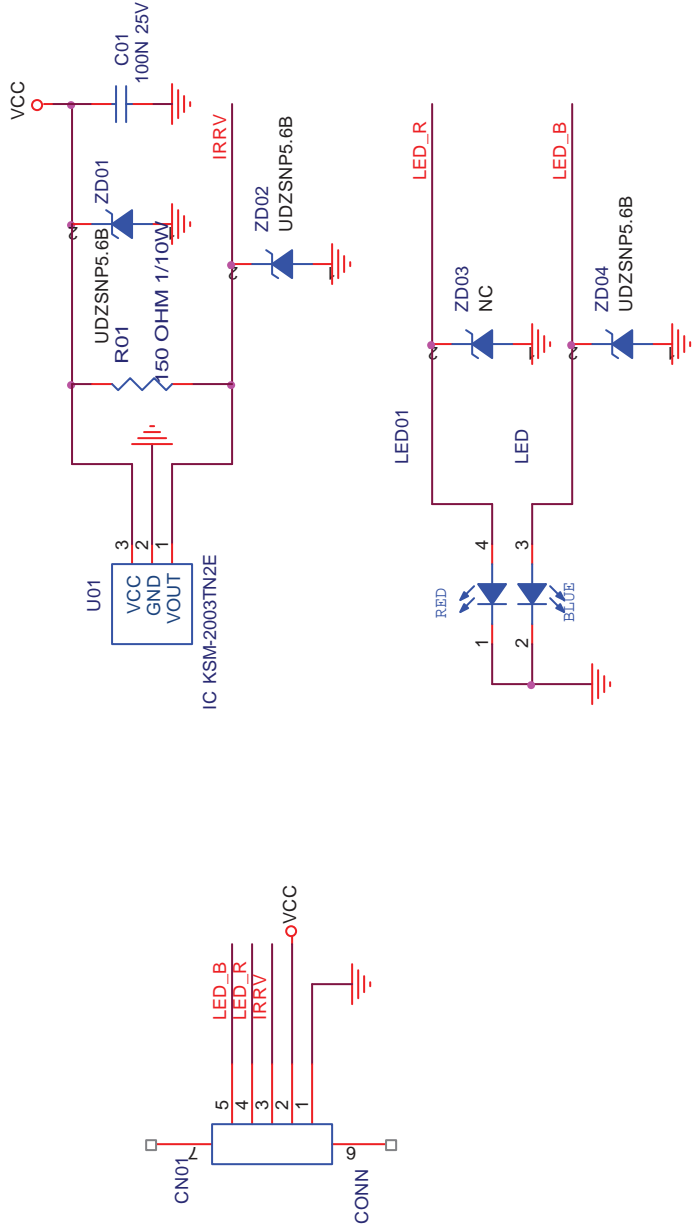 VCC
C01
100N 25V
ZD01
UDZSNP5.6B
2
1
R01
150 OHM 1/10W
IRRV
ZD02
UDZSNP5.6B
2
1
U01
VCC
GND
VOUT
3
2
1
IC KSM-2003TN2E
LED_R
LED_B
ZD03
NC
2
1
ZD04
UDZSNP5.6B
2
1
LED01
LED
RED
BLUE
4
3
1
2
CN01
CONN
7
6
5
4
3
2
1
LED_B
LED_R
IRRV
VCC